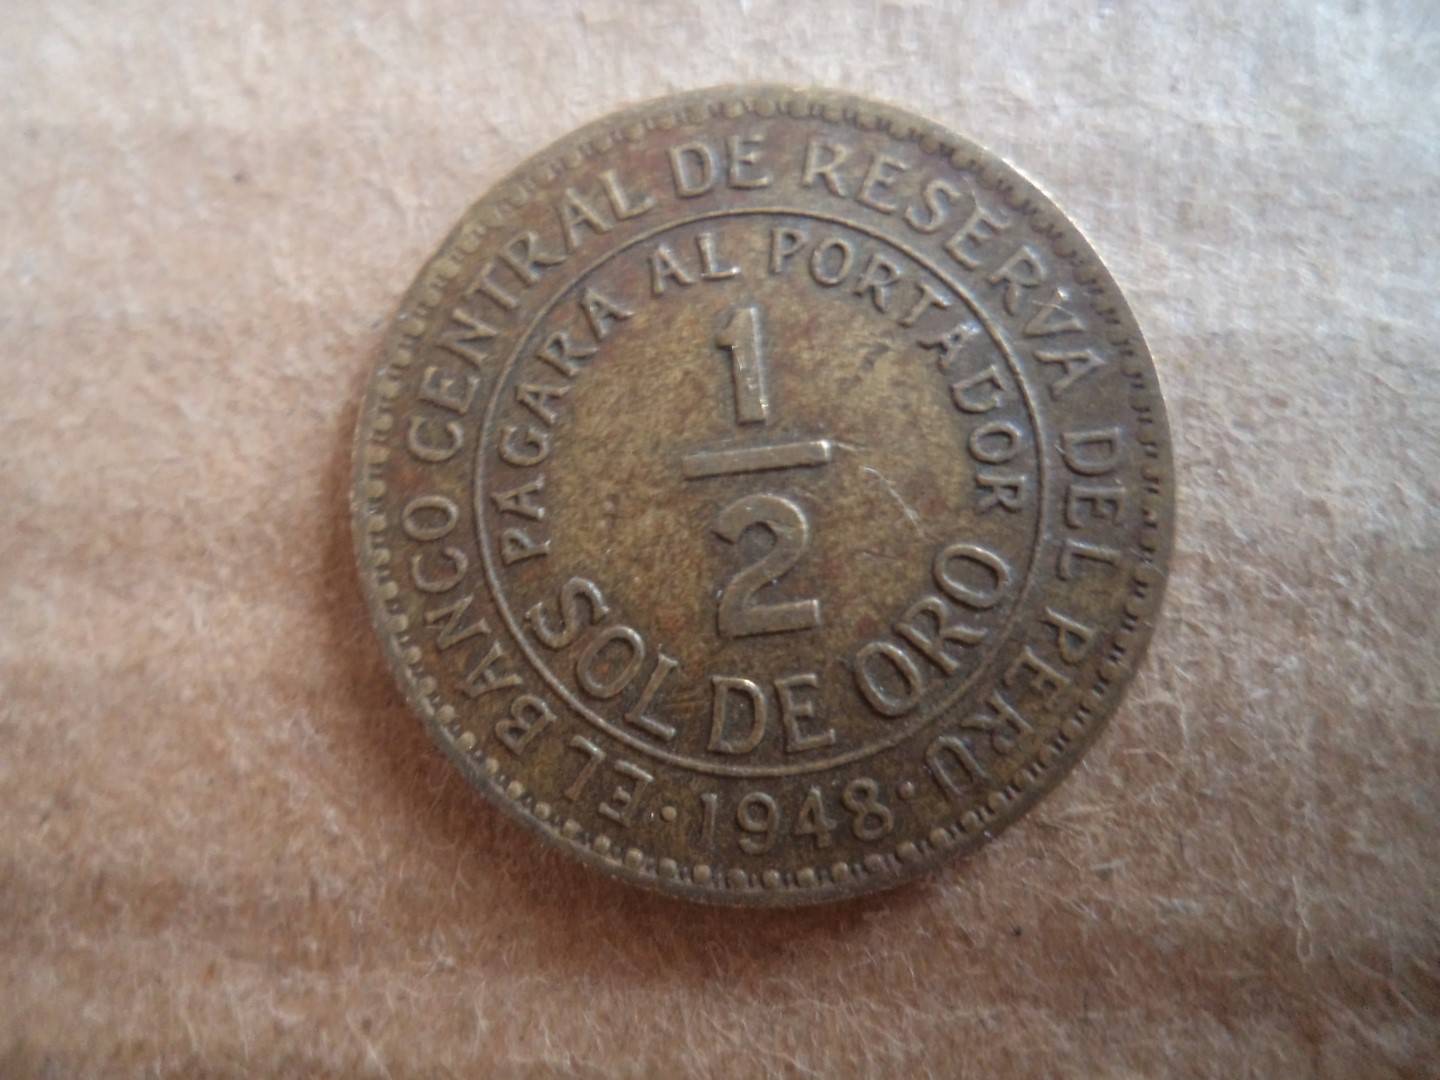 EL BANCO CENTRAL DE RESERVA DEL PERU
PAGARA AL PORTADOR
1
2
SOL DE ORO
· 1948 ·